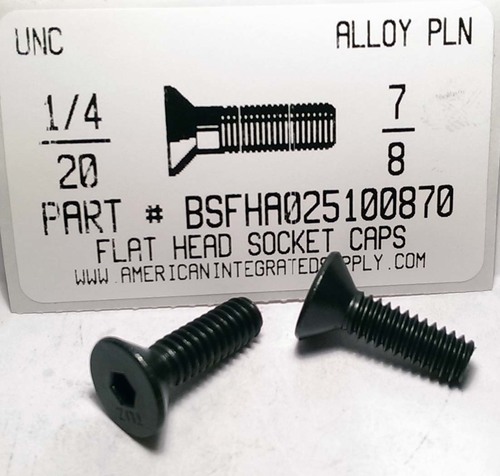 UNC ALLOY PLN
1/4 7
20 8
PART # BSFHA025100870
FLAT HEAD SOCKET CAPS
WWW.AMERICANINTEGRATEDSUPPLY.COM